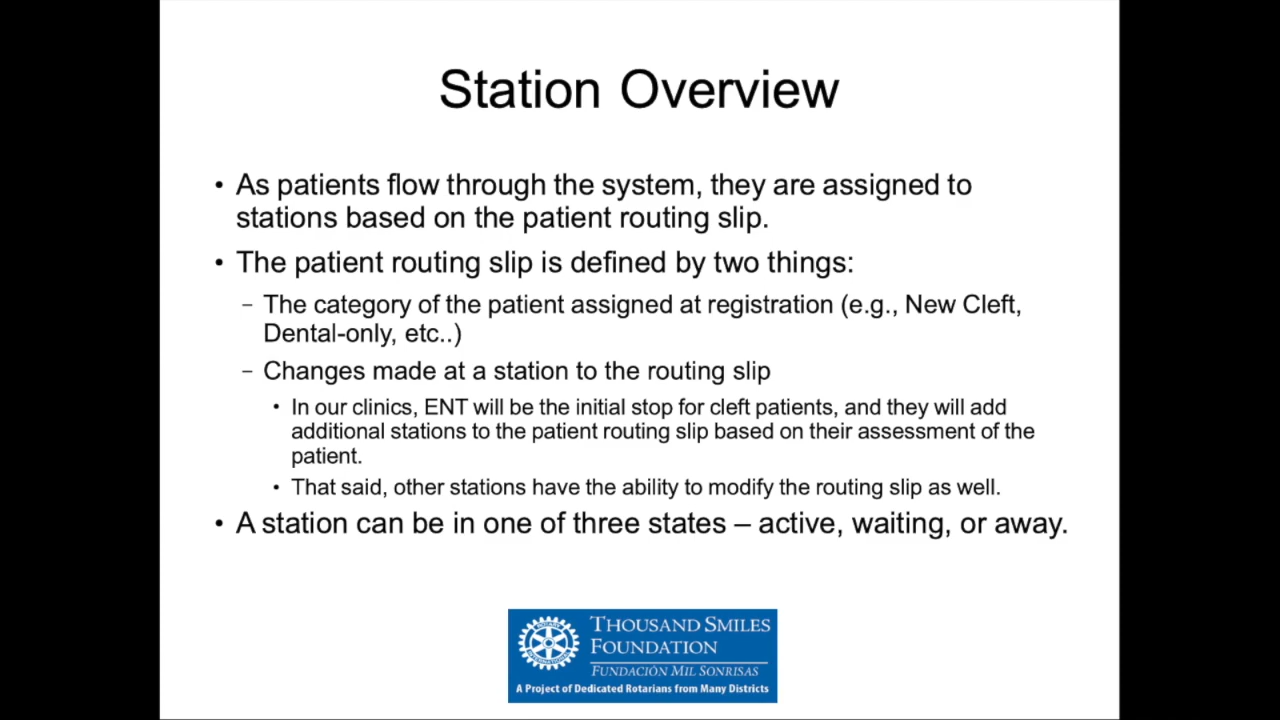 Station Overview
• As patients flow through the system, they are assigned to
stations based on the patient routing slip.
• The patient routing slip is defined by two things:
– The category of the patient assigned at registration (e.g., New Cleft,
Dental-only, etc..)
– Changes made at a station to the routing slip
• In our clinics, ENT will be the initial stop for cleft patients, and they will add
additional stations to the patient routing slip based on their assessment of the
patient.
• That said, other stations have the ability to modify the routing slip as well.
• A station can be in one of three states – active, waiting, or away.
ROTARY
INTERNATIONAL
THOUSAND SMILES
FOUNDATION
FUNDACIÓN MIL SONRISAS
A Project of Dedicated Rotarians from Many Districts